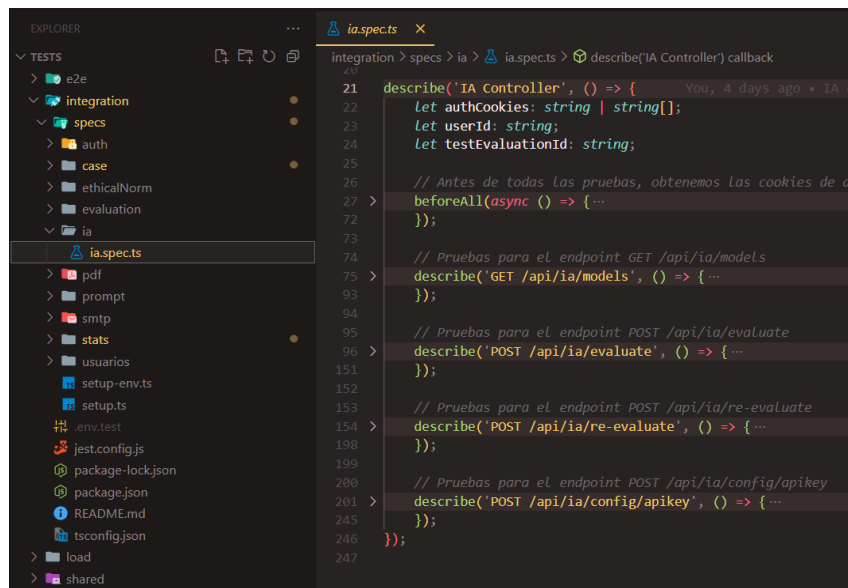 EXPLORER
TESTS
e2e
integration
specs
auth
case
ethicalNorm
evaluation
ia
ia.spec.ts
pdf
prompt
smtp
stats
usuarios
setup-env.ts
setup.ts
.env.test
jest.config.js
package-lock.json
package.json
README.md
tsconfig.json
load
shared
ia.spec.ts
integration > specs > ia > ia.spec.ts > describe('IA Controller') callback
20
21 describe('IA Controller', () => { You, 4 days ago • IA
22 let authCookies: string | string[];
23 let userId: string;
24 let testEvaluationId: string;
25
26 // Antes de todas las pruebas, obtenemos las cookies de
27 beforeAll(async () => {…
72 });
73
74 // Pruebas para el endpoint GET /api/ia/models
75 describe('GET /api/ia/models', () => {…
93 });
94
95 // Pruebas para el endpoint POST /api/ia/evaluate
96 describe('POST /api/ia/evaluate', () => {…
151 });
152
153 // Pruebas para el endpoint POST /api/ia/re-evaluate
154 describe('POST /api/ia/re-evaluate', () => {…
198 });
199
200 // Pruebas para el endpoint POST /api/ia/config/apikey
201 describe('POST /api/ia/config/apikey', () => {…
245 });
246 });
247